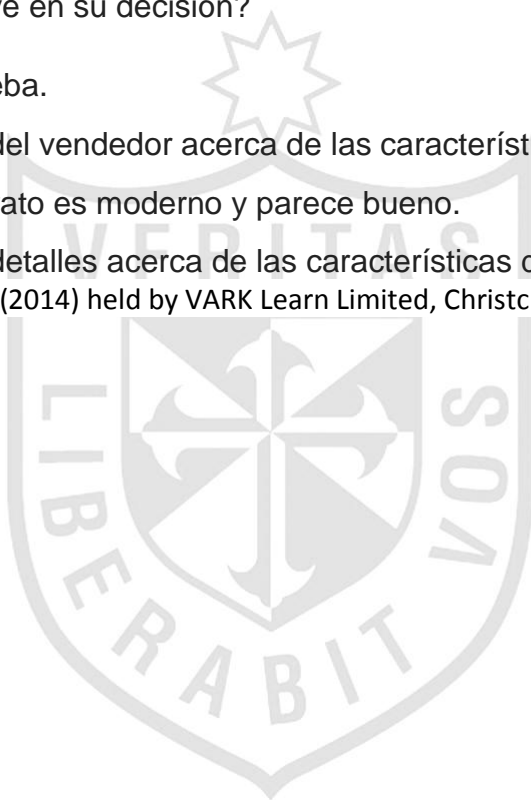 ye en su decisión?
eba.
del vendedor acerca de las característ
ato es moderno y parece bueno.
VERITAS
detalles acerca de las características
(2014) held by VARK Learn Limited, Christc
LIBERABIT VOS